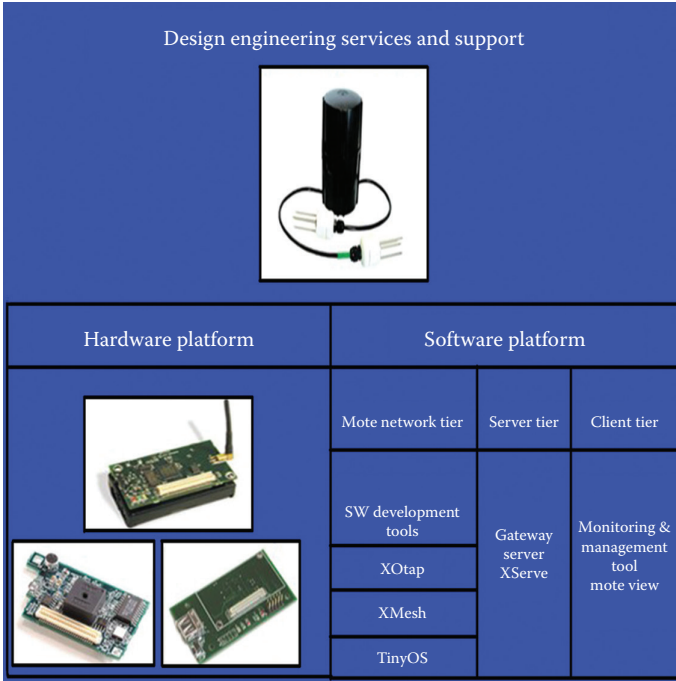 Design engineering services and support
Hardware platform
Software platform
Mote network tier
Server tier
Client tier
SW development
tools
XOtap
XMesh
TinyOS
Gateway
server
XServe
Monitoring &
management
tool
mote view